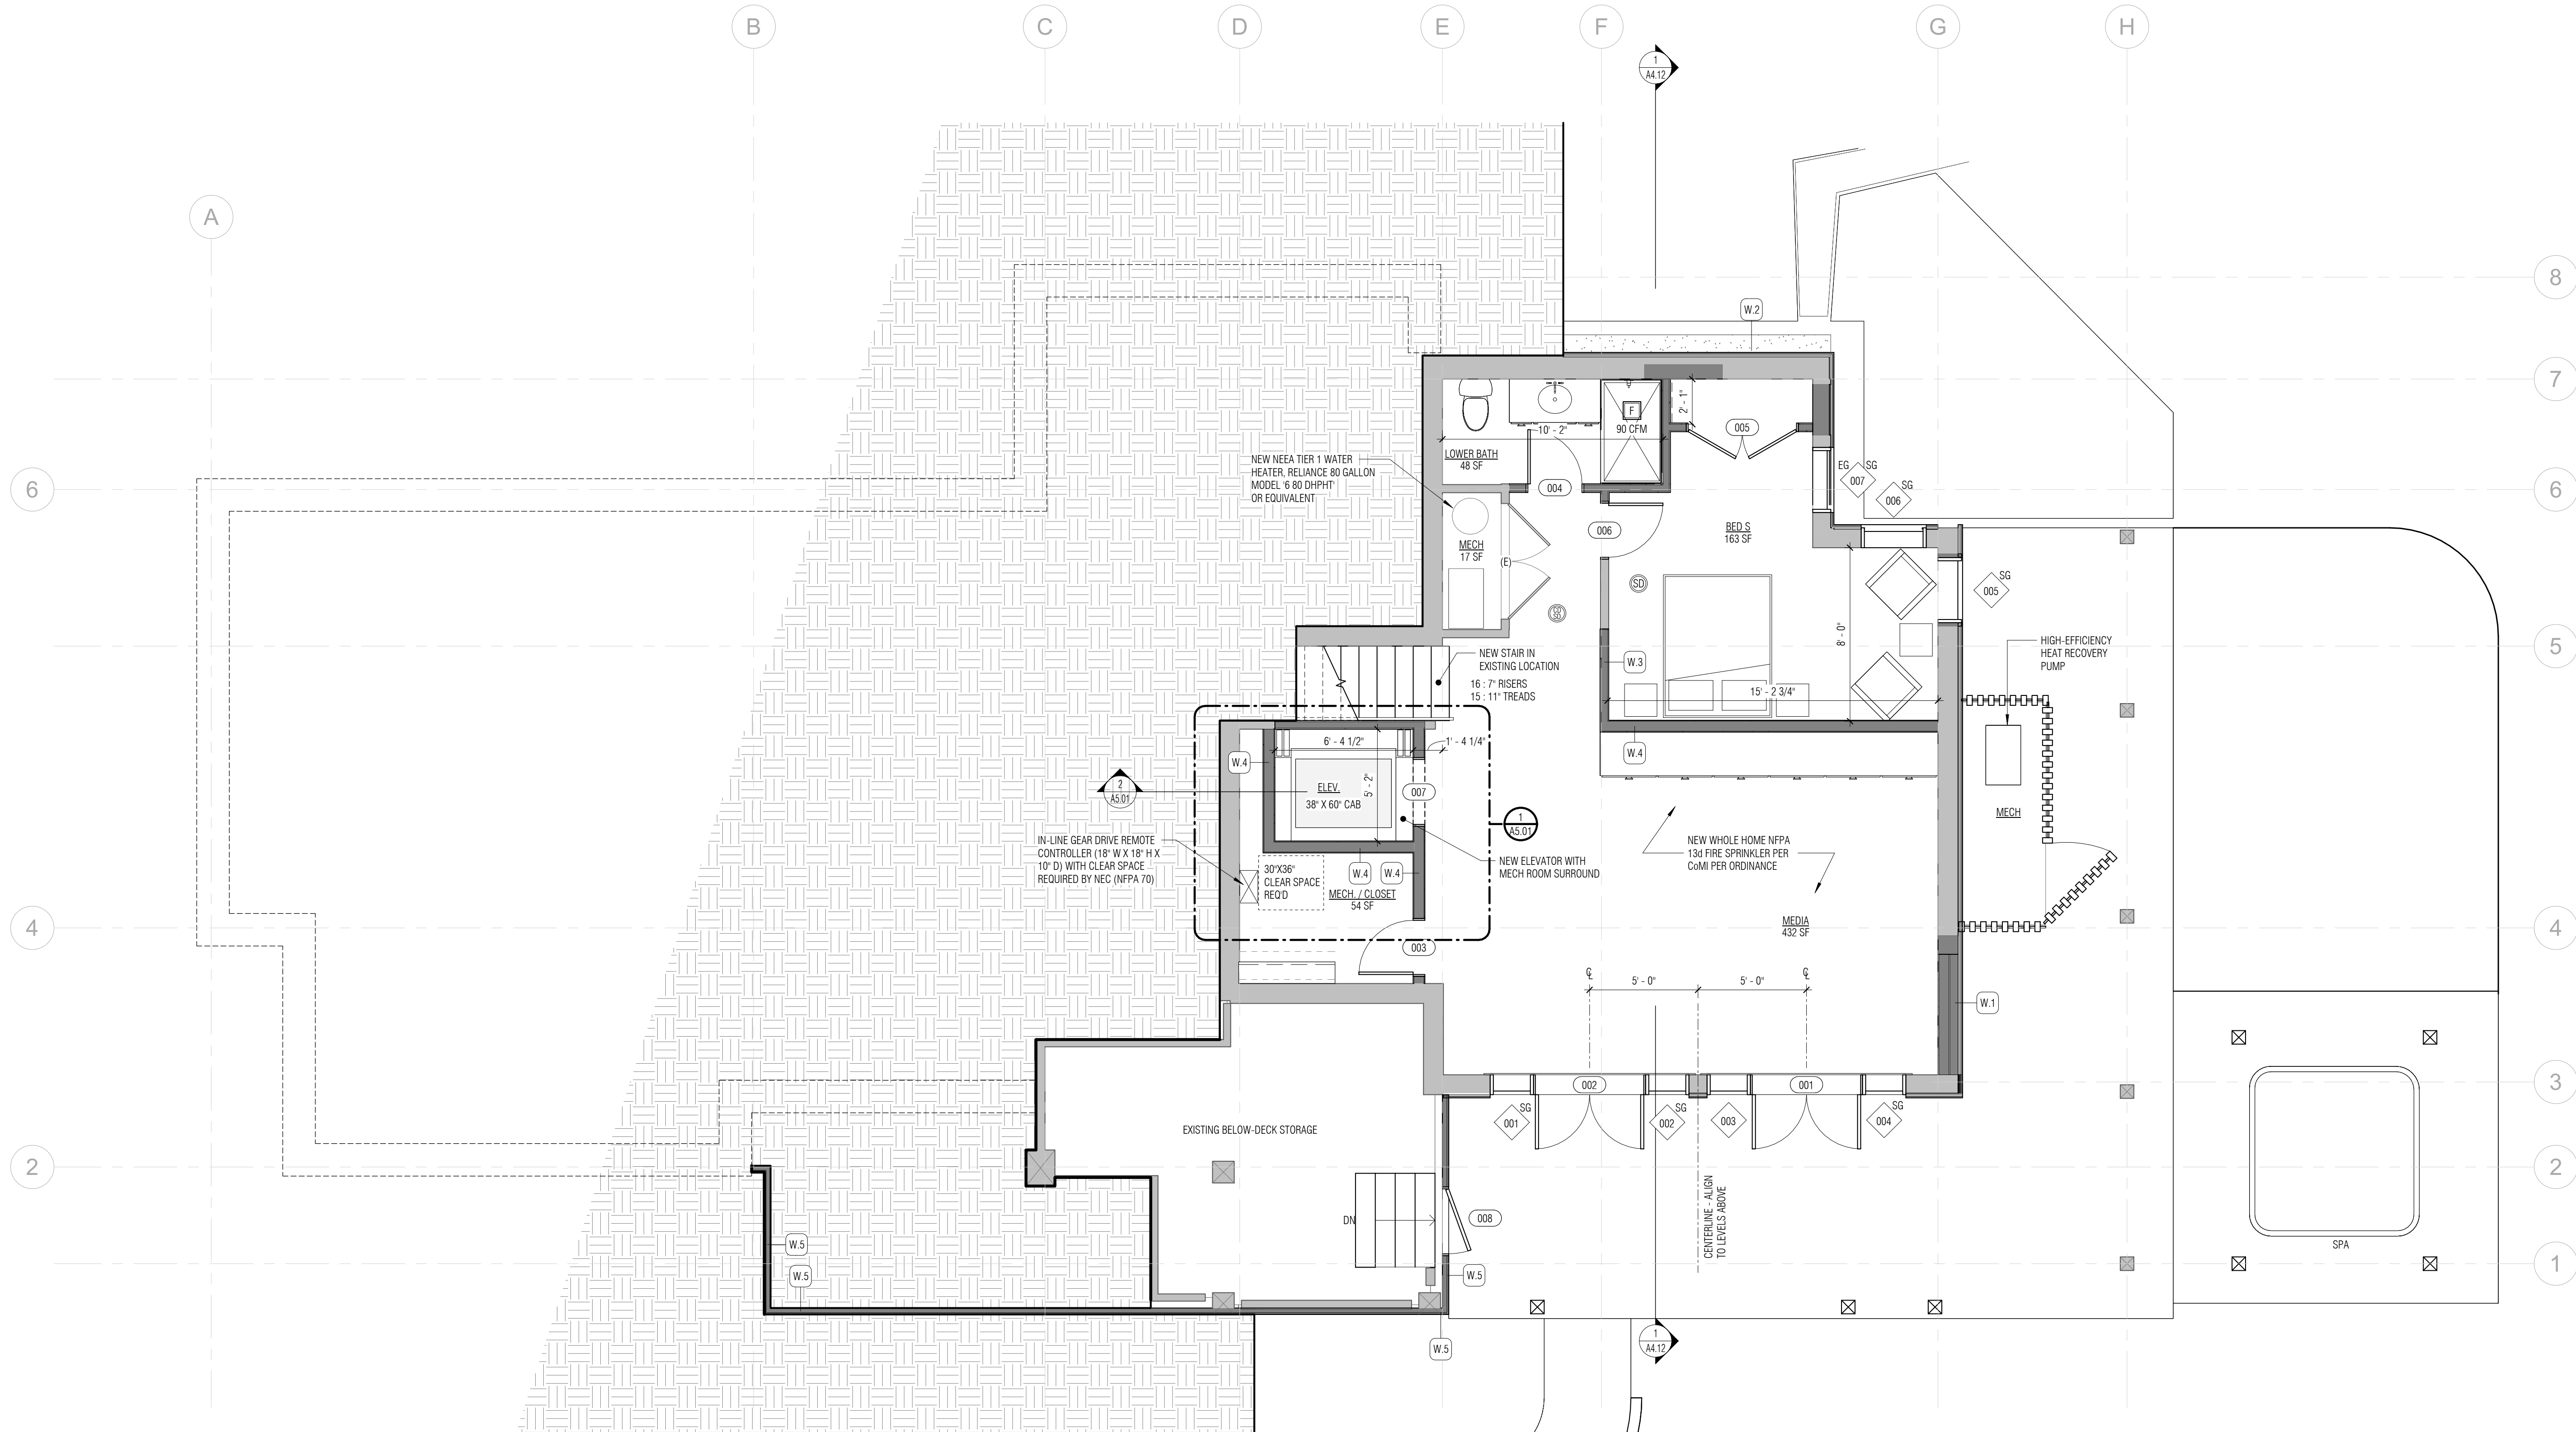 B
C
D
E
F
G
H
1
A4.12
A
8
W.2
7
2' - 1"
F
90 CFM
10' - 2"
005
LOWER BATH
48 SF
NEW NEEA TIER 1 WATER
HEATER, RELIANCE 80 GALLON
MODEL '6 80 DHPHT'
OR EQUIVALENT
EG
SG
007
SG
006
6
6
004
006
BED S
163 SF
MECH
17 SF
(E)
SD
CO
SD
SG
005
8' - 0"
HIGH-EFFICIENCY
HEAT RECOVERY
PUMP
5
NEW STAIR IN
EXISTING LOCATION
16 : 7" RISERS
15 : 11" TREADS
W.3
15' - 2 3/4"
6' - 4 1/2"
1' - 4 1/4"
W.4
W.4
2
A5.01
ELEV.
38" X 60" CAB
5' - 2"
007
MECH
1
A5.01
IN-LINE GEAR DRIVE REMOTE
CONTROLLER (18" W X 18" H X
10" D) WITH CLEAR SPACE
REQUIRED BY NEC (NFPA 70)
NEW WHOLE HOME NFPA
13d FIRE SPRINKLER PER
CoMI PER ORDINANCE
NEW ELEVATOR WITH
MECH ROOM SURROUND
30"X36"
CLEAR SPACE
REQ'D
W.4
W.4
MECH. / CLOSET
54 SF
MEDIA
432 SF
4
4
003
5' - 0"
5' - 0"
W.1
3
002
001
SG
001
SG
002
003
SG
004
EXISTING BELOW-DECK STORAGE
2
2
CENTERLINE - ALIGN
TO LEVELS ABOVE
DN
008
W.5
SPA
1
W.5
W.5
1
A4.12
W.5